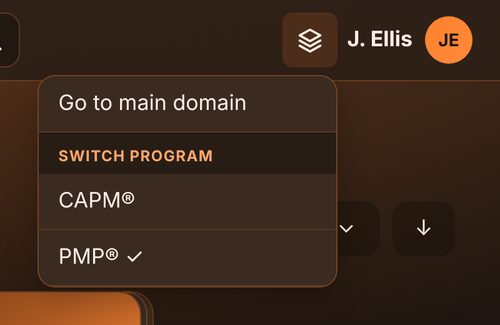 J. Ellis
JE
Go to main domain
SWITCH PROGRAM
CAPM®
PMP® ✓